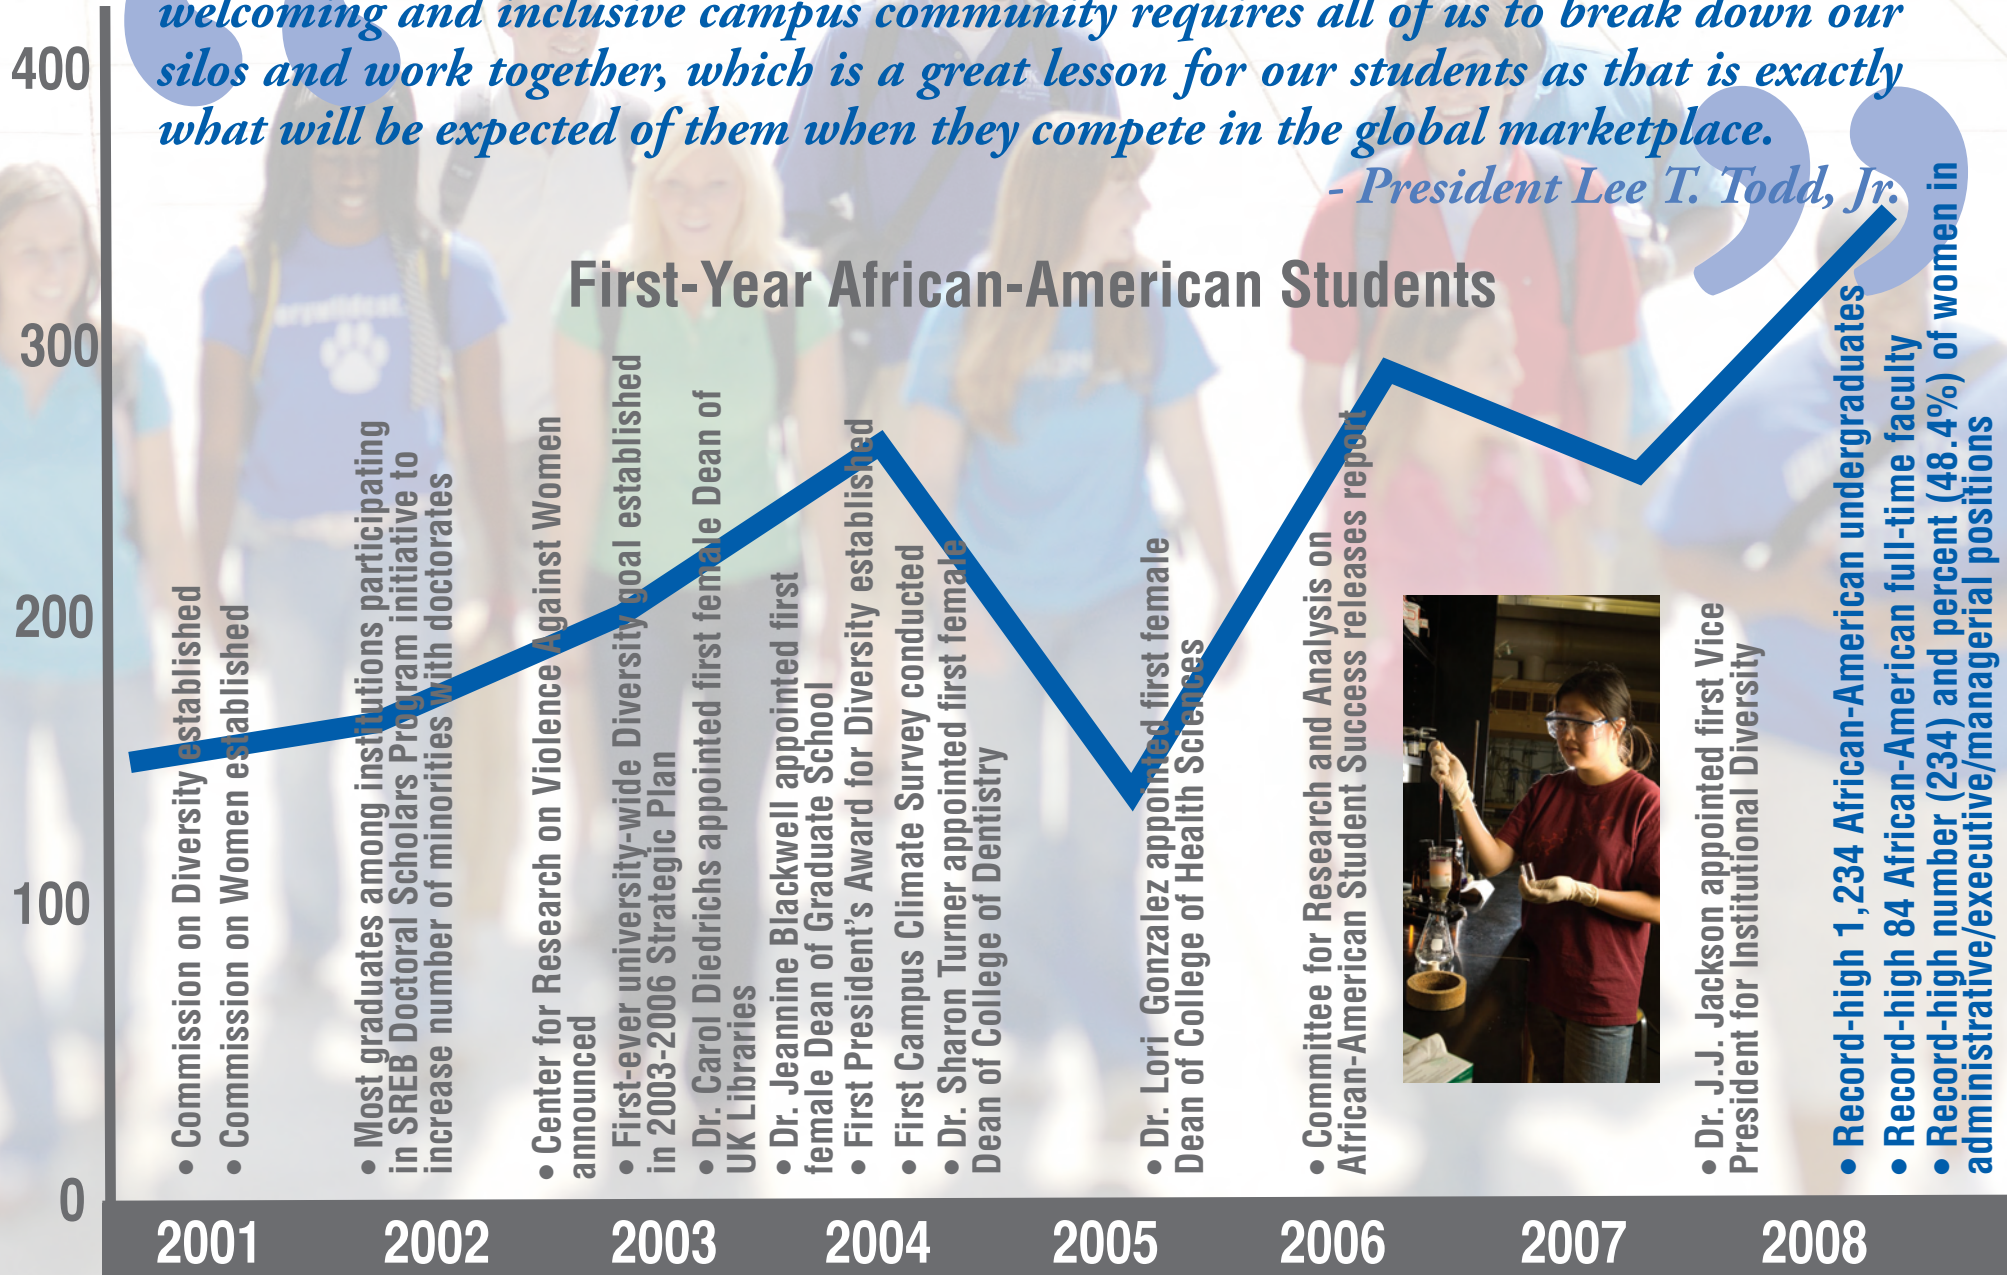 welcoming and inclusive campus community requires all of us to break down our
silos and work together, which is a great lesson for our students as that is exactly
what will be expected of them when they compete in the global marketplace.
- President Lee T. Todd, Jr.
First-Year African-American Students
400
300
200
100
0
• Commission on Diversity established
• Commission on Women established
• Most graduates among institutions participating
in SREB Doctoral Scholars Program initiative to
increase number of minorities with doctorates
• Center for Research on Violence Against Women
announced
• First-ever university-wide Diversity goal established
in 2003-2006 Strategic Plan
• Dr. Carol Diedrichs appointed first female Dean of
UK Libraries
• Dr. Jeannine Blackwell appointed first
female Dean of Graduate School
• First President's Award for Diversity established
• First Campus Climate Survey conducted
• Dr. Sharon Turner appointed first female
Dean of College of Dentistry
• Dr. Lori Gonzalez appointed first female
Dean of College of Health Sciences
• Committee for Research and Analysis on
African-American Student Success releases report
• Dr. J.J. Jackson appointed first Vice
President for Institutional Diversity
• Record-high 1,234 African-American undergraduates
• Record-high 84 African-American full-time faculty
• Record-high number (234) and percent (48.4%) of women in
administrative/executive/managerial positions
2001 2002 2003 2004 2005 2006 2007 2008